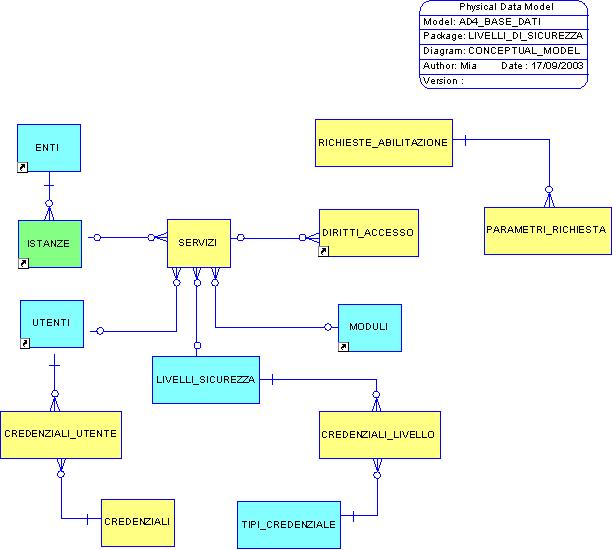 Physical Data Model
Model: AD4_BASE_DATI
Package: LIVELLI_DI_SICUREZZA
Diagram: CONCEPTUAL_MODEL
Author: Mia Date : 17/09/2003
Version :
ENTI
RICHIESTE_ABILITAZIONE
ISTANZE
SERVIZI
DIRITTI_ACCESSO
PARAMETRI_RICHIESTA
UTENTI
MODULI
LIVELLI_SICUREZZA
CREDENZIALI_UTENTE
CREDENZIALI_LIVELLO
CREDENZIALI
TIPI_CREDENZIALE